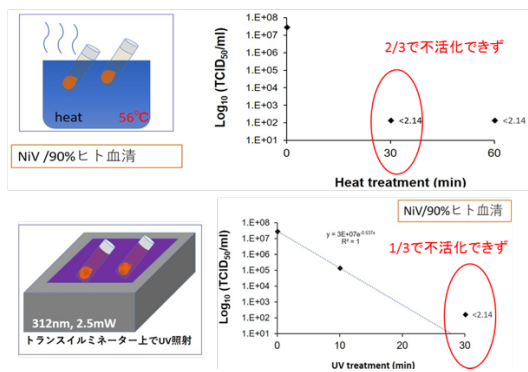 heat
56℃
NiV /90%ヒト血清
Log₁₀ (TCID₅₀/ml)
1.E+08
1.E+07
1.E+06
1.E+05
1.E+04
1.E+03
1.E+02
1.E+01
2/3で不活化できず
<2.14
<2.14
0
30
60
Heat treatment (min)
312nm, 2.5mW
トランスイルミネーター上でUV照射
NiV/90%ヒト血清
Log₁₀ (TCID₅₀/ml)
1.E+08
1.E+07
1.E+06
1.E+05
1.E+04
1.E+03
1.E+02
1.E+01
R² = 1
1/3で不活化できず
<2.14
0
10
20
30
UV treatment (min)